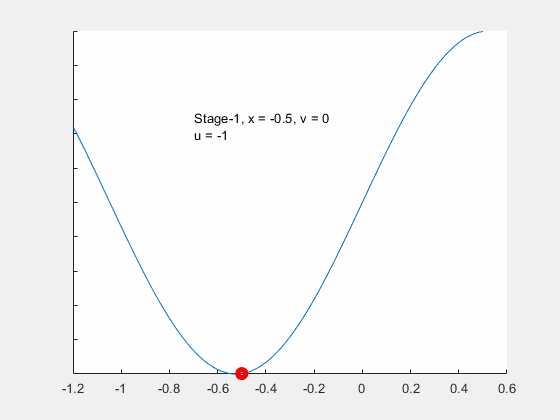 Stage-1, x = -0.5, v = 0
u = -1
-1.2 -1 -0.8 -0.6 -0.4 -0.2 0 0.2 0.4 0.6